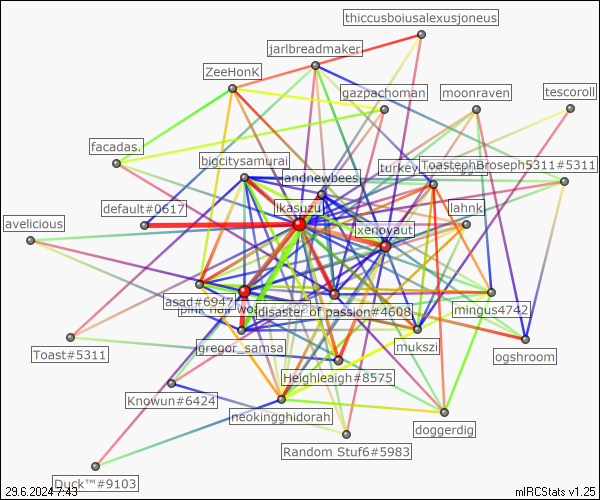 thiccusboiusalexusjoneus
jarlbreadmaker
ZeeHonK
gazpachoman
moonraven
tescoroll
facadas.
bigcitysamurai
turkey
ToastephBroseph5311#5311
andnewbees
default#0617
lkasuzu
lahnk
avelicious
xenoyaut
asad#6947
pink hair
disaster of passion#4608
mingus4742
gregor_samsa
mukszi
Toast#5311
ogshroom
Heighleaigh#8575
Knowun#6424
neokingghidorah
doggerdig
Random Stuf6#5983
Duck™#9103
29.6.2024 7:43
mIRCStats v1.25